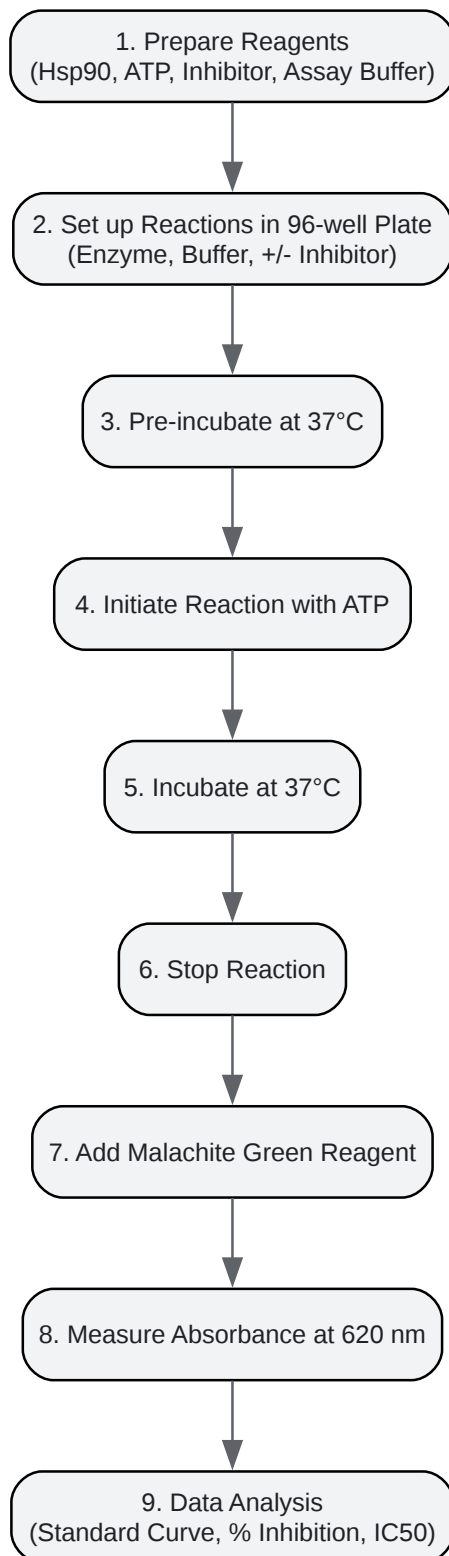 1. Prepare Reagents
(Hsp90, ATP, Inhibitor, Assay Buffer)
2. Set up Reactions in 96-well Plate
(Enzyme, Buffer, +/- Inhibitor)
3. Pre-incubate at 37°C
4. Initiate Reaction with ATP
5. Incubate at 37°C
6. Stop Reaction
7. Add Malachite Green Reagent
8. Measure Absorbance at 620 nm
9. Data Analysis
(Standard Curve, % Inhibition, IC50)